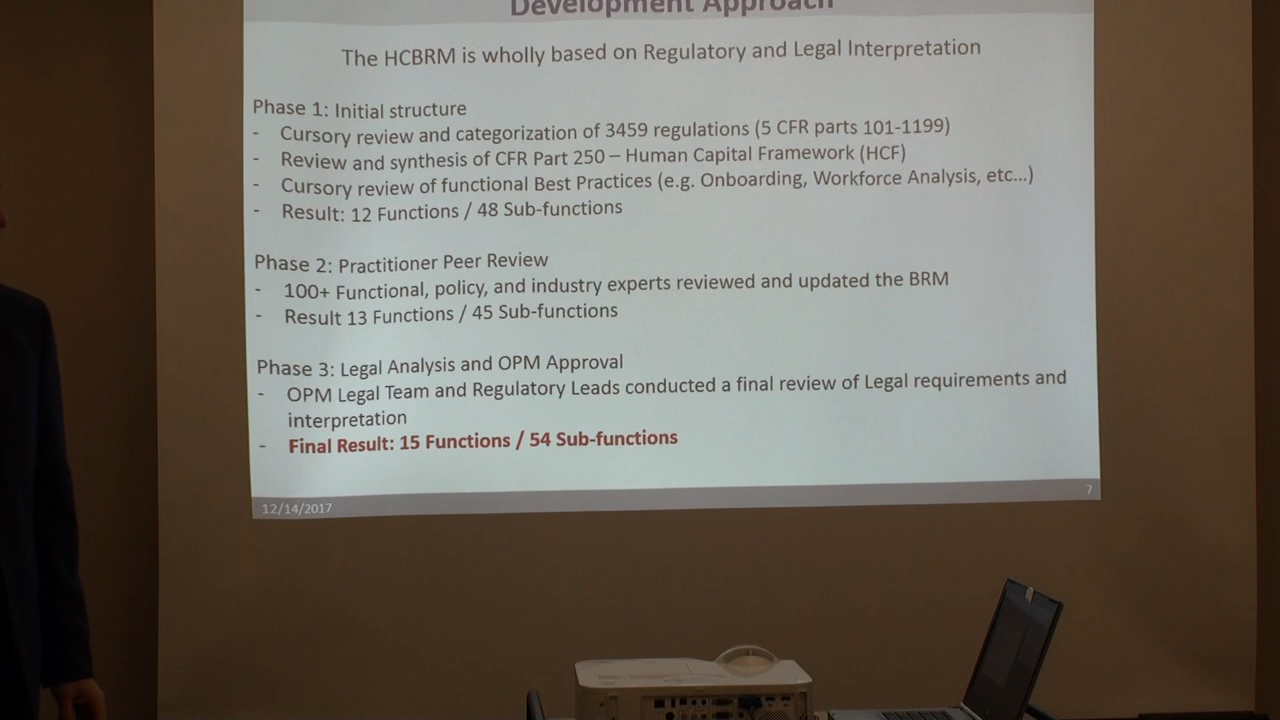 Development Approach
The HCBRM is wholly based on Regulatory and Legal Interpretation
Phase 1: Initial structure
- Cursory review and categorization of 3459 regulations (5 CFR parts 101-1199)
- Review and synthesis of CFR Part 250 – Human Capital Framework (HCF)
- Cursory review of functional Best Practices (e.g. Onboarding, Workforce Analysis, etc...)
- Result: 12 Functions / 48 Sub-functions
Phase 2: Practitioner Peer Review
- 100+ Functional, policy, and industry experts reviewed and updated the BRM
- Result 13 Functions / 45 Sub-functions
Phase 3: Legal Analysis and OPM Approval
- OPM Legal Team and Regulatory Leads conducted a final review of Legal requirements and
interpretation
- Final Result: 15 Functions / 54 Sub-functions
12/14/2017
7